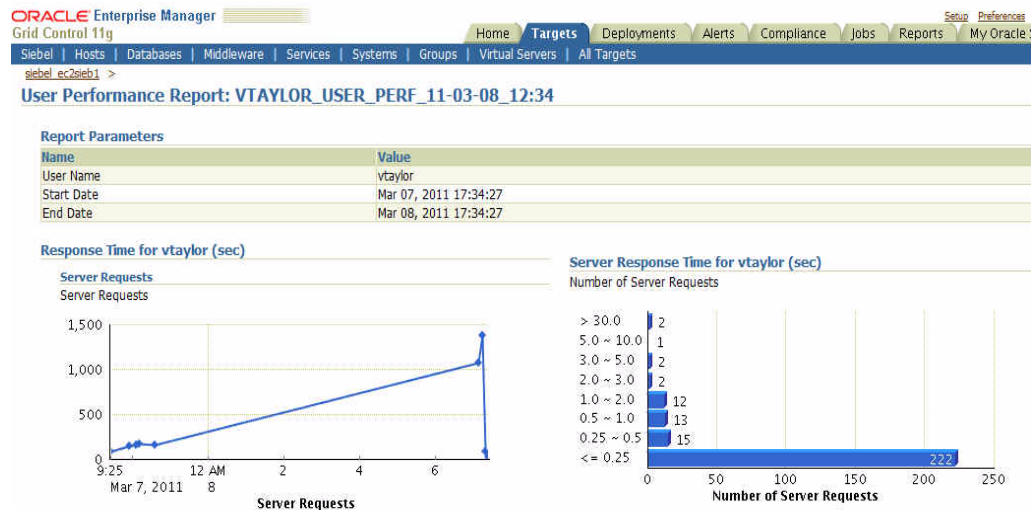 ORACLE Enterprise Manager
Grid Control 11g
Setup Preferences
Home Targets Deployments Alerts Compliance Jobs Reports My Oracle
Siebel | Hosts | Databases | Middleware | Services | Systems | Groups | Virtual Servers | All Targets
siebel_ec2sieb1 >
User Performance Report: VTAYLOR_USER_PERF_11-03-08_12:34
Report Parameters
Name Value
User Name vtaylor
Start Date Mar 07, 2011 17:34:27
End Date Mar 08, 2011 17:34:27
Response Time for vtaylor (sec)
Server Requests
Server Requests
1,500
1,000
500
0
9:25 12 AM 2 4 6
Mar 7, 2011 8
Server Requests
Server Response Time for vtaylor (sec)
Number of Server Requests
> 30.0 2
5.0 ~ 10.0 1
3.0 ~ 5.0 2
2.0 ~ 3.0 2
1.0 ~ 2.0 12
0.5 ~ 1.0 13
0.25 ~ 0.5 15
<= 0.25 222
0 50 100 150 200 250
Number of Server Requests